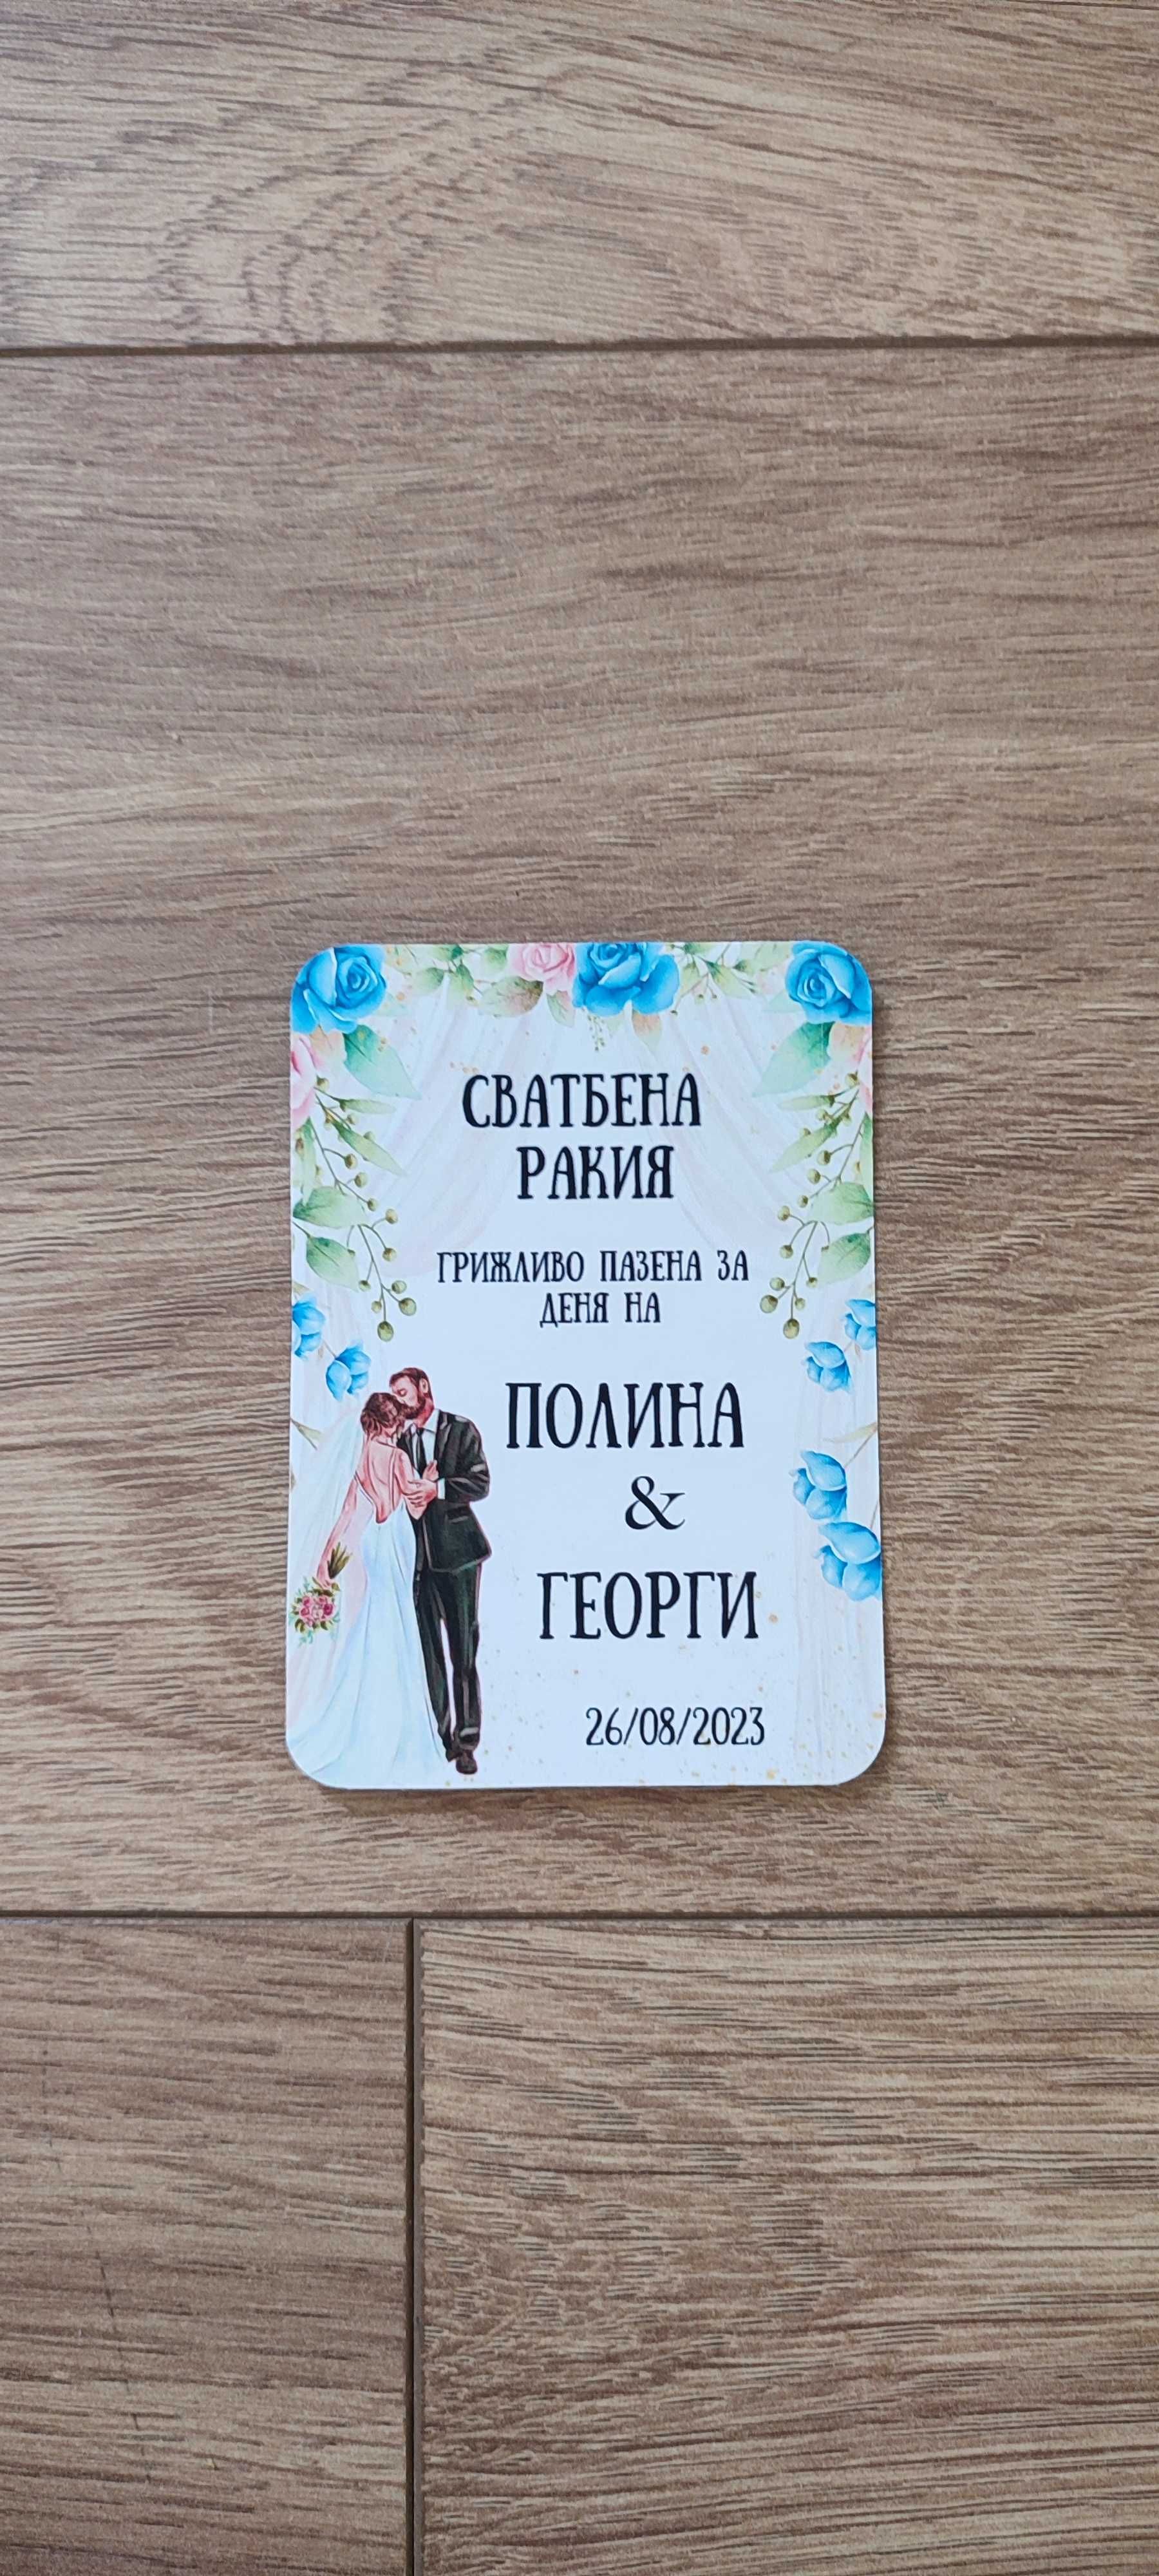 СВАТБЕНА
РАКИЯ
ГРИЖЛИВО ПАЗЕНА ЗА
ДЕНЯ НА
ПОЛИНА
&
ГЕОРГИ
26/08/2023